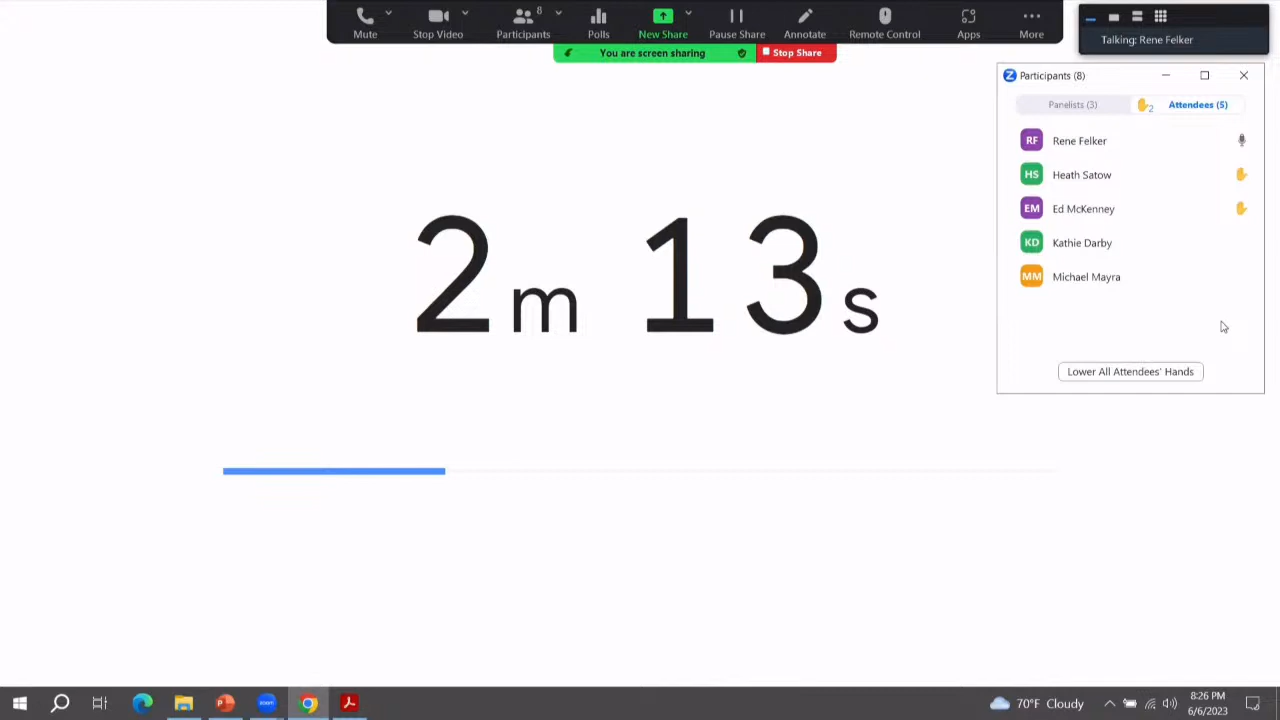 Mute
Stop Video
8
Participants
Polls
New Share
Pause Share
Annotate
Remote Control
Apps
More
You are screen sharing
Stop Share
Talking: Rene Felker
Participants (8)
Panelists (3)
2
Attendees (5)
RF Rene Felker
HS Heath Satow
EM Ed McKenney
KD Kathie Darby
MM Michael Mayra
Lower All Attendees' Hands
2 m 13 s
zoom
70°F Cloudy
8:26 PM
6/6/2023